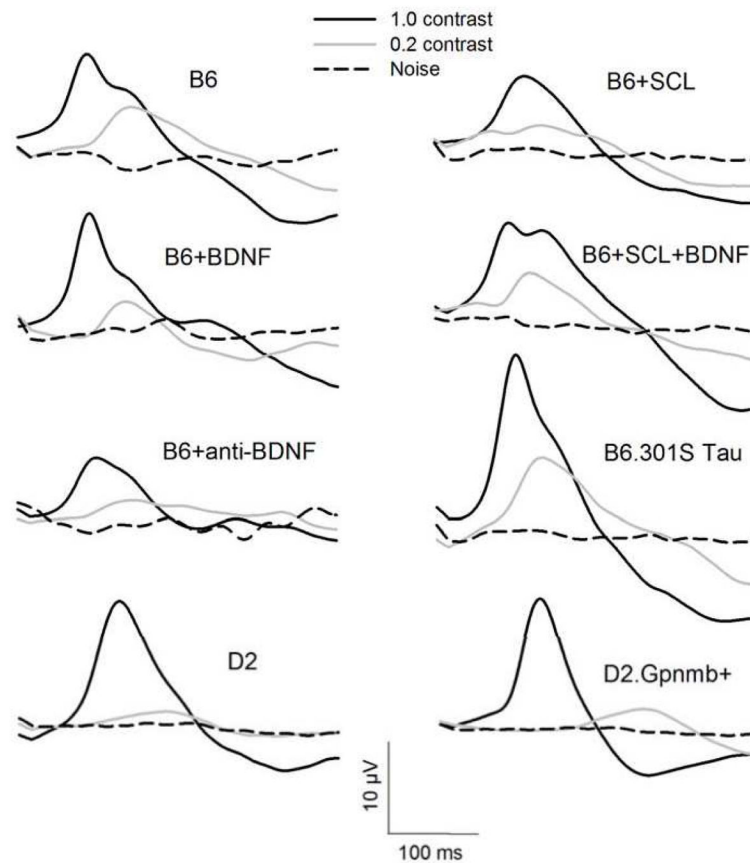 1.0 contrast
0.2 contrast
Noise
B6
B6+SCL
B6+BDNF
B6+SCL+BDNF
B6+anti-BDNF
B6.301S Tau
D2
D2.Gpnmb+
10 µV
100 ms